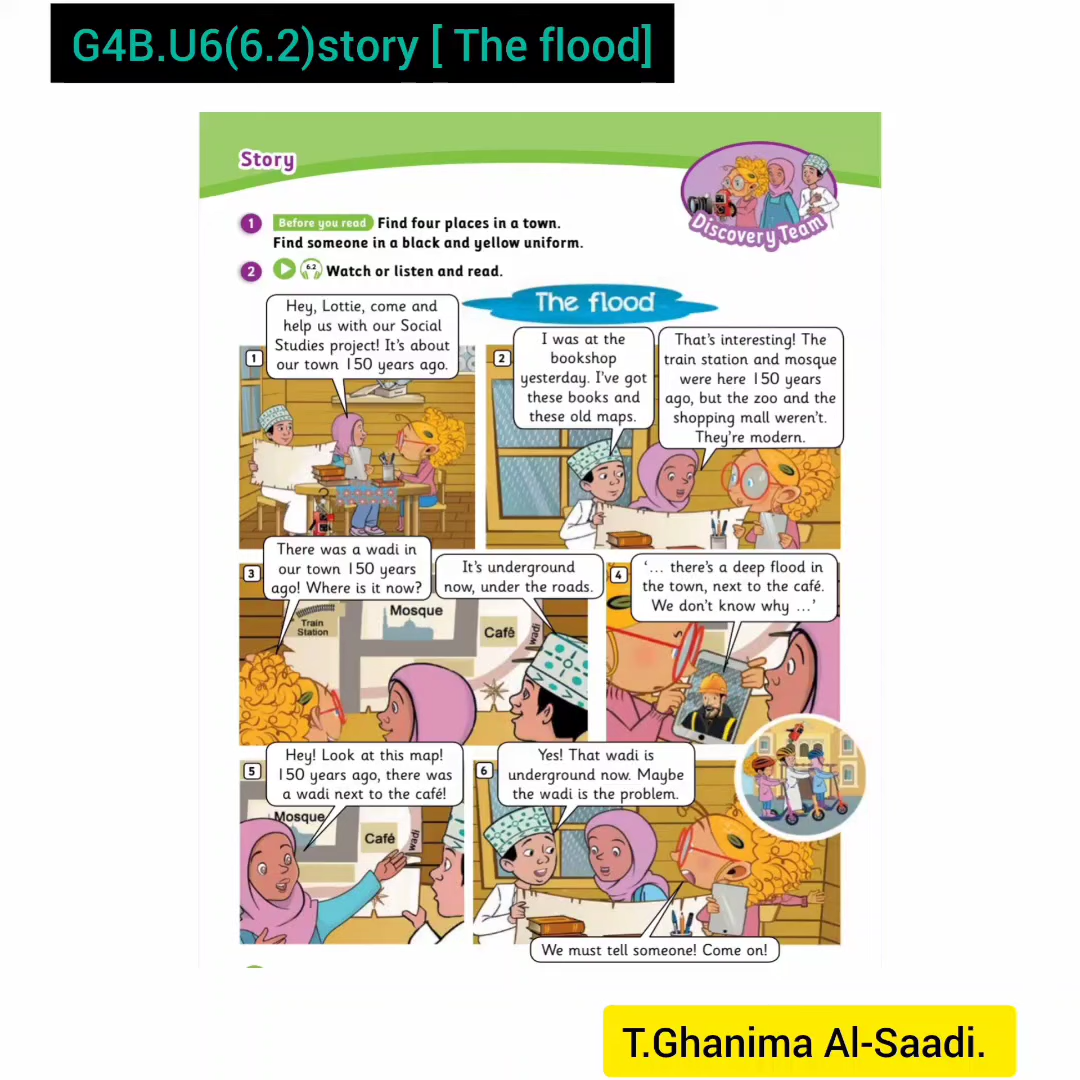 G4B.U6(6.2)story [ The flood]
Story
Discovery Team
1 Before you read Find four places in a town.
Find someone in a black and yellow uniform.
2 6.2 Watch or listen and read.
The flood
1
Hey, Lottie, come and
help us with our Social
Studies project! It's about
our town 150 years ago.
2
I was at the
bookshop
yesterday. I've got
these books and
these old maps.
That's interesting! The
train station and mosque
were here 150 years
ago, but the zoo and the
shopping mall weren't.
They're modern.
3
There was a wadi in
our town 150 years
ago! Where is it now?
It's underground
now, under the roads.
Train
Station
Mosque
Café
wadi
4
'... there's a deep flood in
the town, next to the café.
We don't know why ...'
5
Hey! Look at this map!
150 years ago, there was
a wadi next to the café!
Mosque
Café
wadi
6
Yes! That wadi is
underground now. Maybe
the wadi is the problem.
We must tell someone! Come on!
T.Ghanima Al-Saadi.